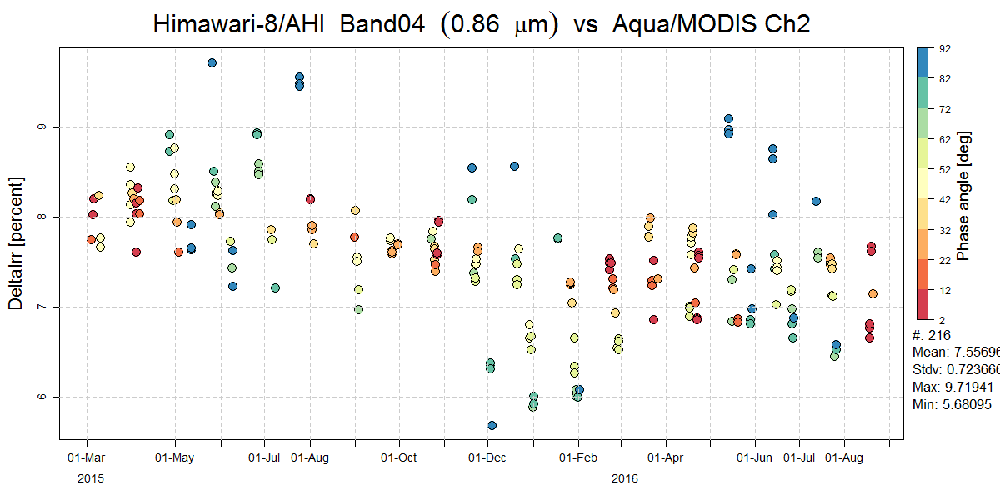 Himawari-8/AHI Band04 (0.86 μm) vs Aqua/MODIS Ch2
DeltaIrr [percent]
9
8
7
6
01-Mar 01-May 01-Jul 01-Aug 01-Oct 01-Dec 01-Feb 01-Apr 01-Jun 01-Jul 01-Aug
2015 2016
92
82
72
62
52
42
32
22
12
2
Phase angle [deg]
#: 216
Mean: 7.55696
Stdv: 0.723666
Max: 9.71941
Min: 5.68095